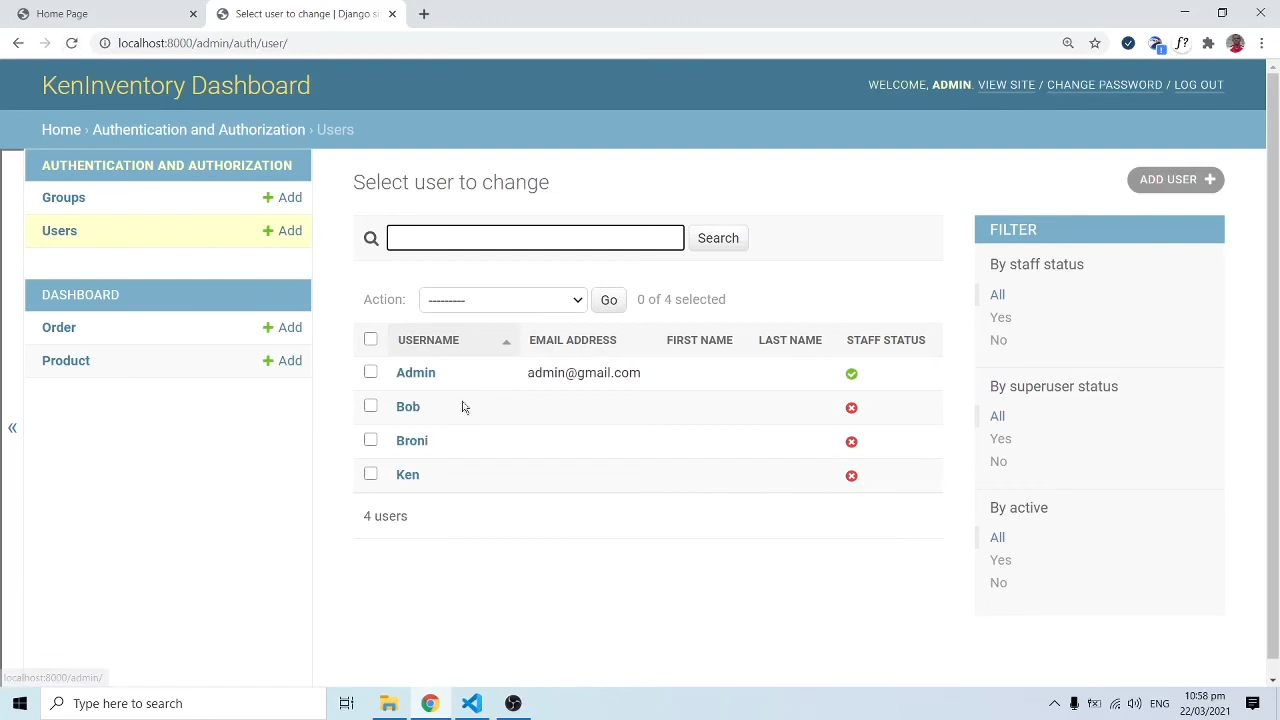 Home Page
Select user to change | Django si
localhost:8000/admin/auth/user/
KenInventory Dashboard
WELCOME, ADMIN. VIEW SITE / CHANGE PASSWORD / LOG OUT
Home › Authentication and Authorization › Users
AUTHENTICATION AND AUTHORIZATION
Groups
Add
Users
Add
DASHBOARD
Order
Add
Product
Add
«
Select user to change
ADD USER
Search
Action:
---------
Go
0 of 4 selected
USERNAME EMAIL ADDRESS FIRST NAME LAST NAME STAFF STATUS
Admin admin@gmail.com
Bob
Broni
Ken
4 users
FILTER
By staff status
All
Yes
No
By superuser status
All
Yes
No
By active
All
Yes
No
localhost:8000/admin/
Type here to search
ENG
10:58 pm
22/03/2021